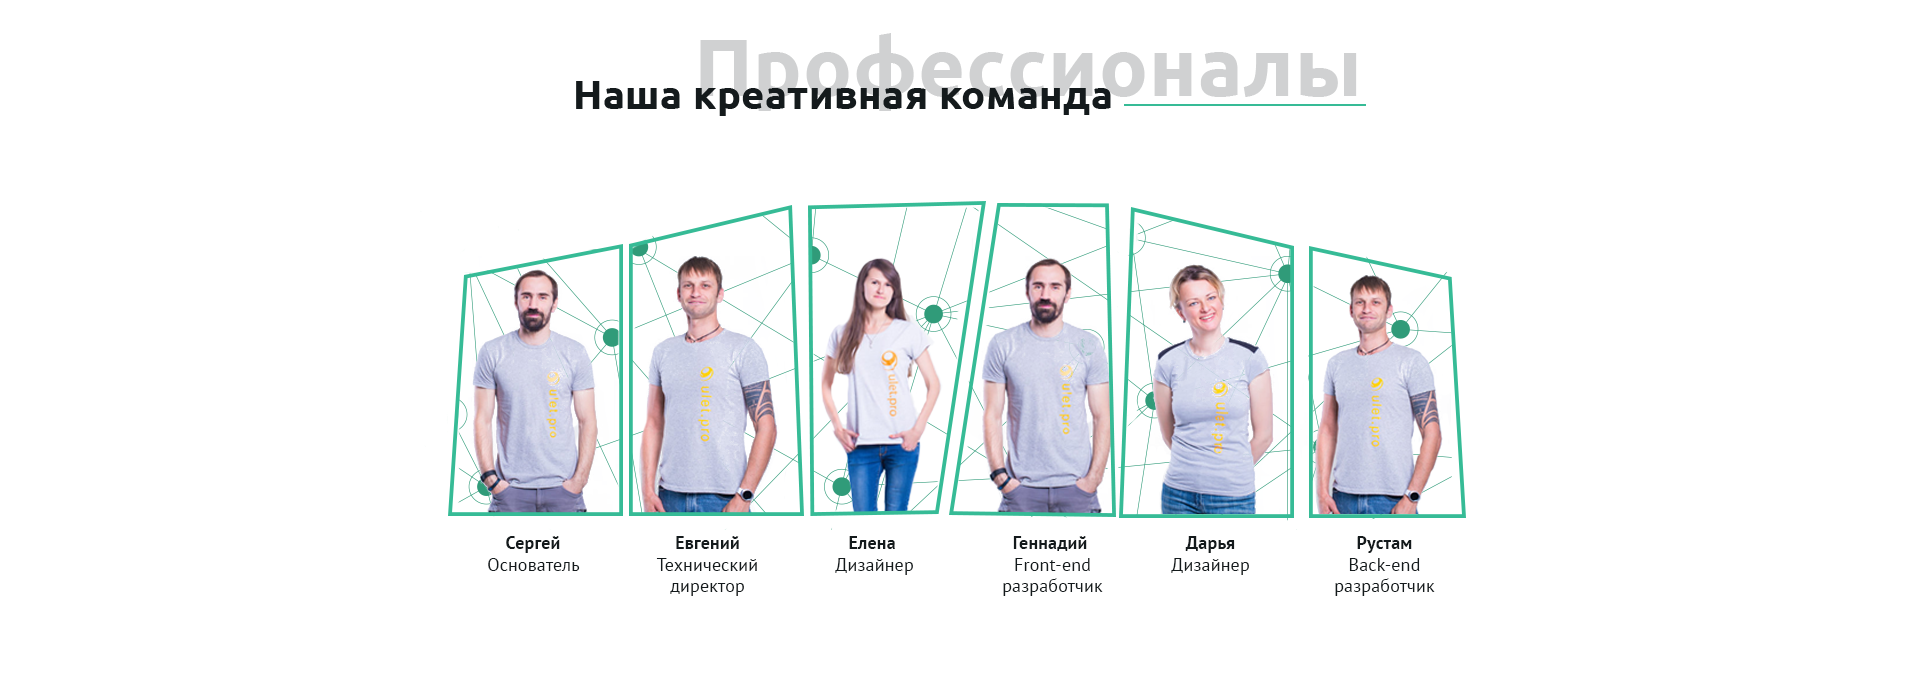 Профессионалы
Наша креативная команда
ulet.pro
ulet.pro
ulet.pro
ulet.pro
ulet.pro
ulet.pro
Сергей
Основатель
Евгений
Технический
директор
Елена
Дизайнер
Геннадий
Front-end
разработчик
Дарья
Дизайнер
Рустам
Back-end
разработчик